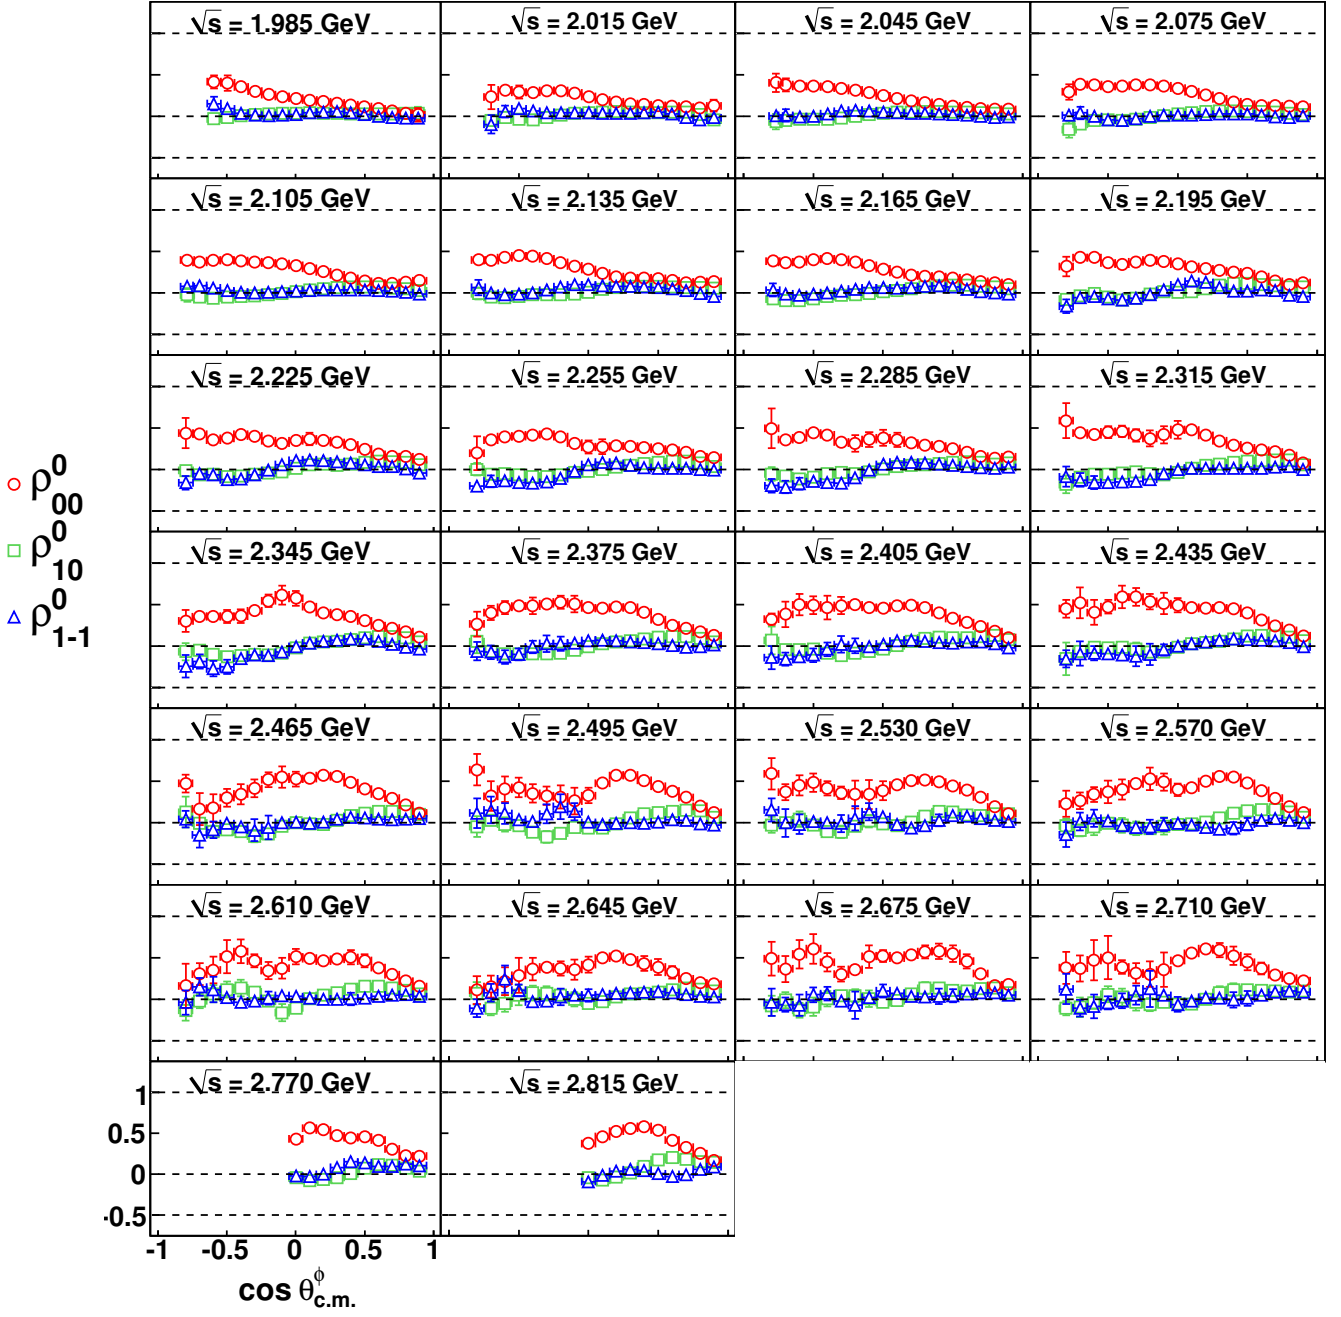 √s = 1.985 GeV
√s = 2.015 GeV
√s = 2.045 GeV
√s = 2.075 GeV
√s = 2.105 GeV
√s = 2.135 GeV
√s = 2.165 GeV
√s = 2.195 GeV
√s = 2.225 GeV
√s = 2.255 GeV
√s = 2.285 GeV
√s = 2.315 GeV
ρ⁰₀₀
ρ⁰₁₀
ρ⁰₁₋₁
√s = 2.345 GeV
√s = 2.375 GeV
√s = 2.405 GeV
√s = 2.435 GeV
√s = 2.465 GeV
√s = 2.495 GeV
√s = 2.530 GeV
√s = 2.570 GeV
√s = 2.610 GeV
√s = 2.645 GeV
√s = 2.675 GeV
√s = 2.710 GeV
√s = 2.770 GeV
√s = 2.815 GeV
1
0.5
0
-0.5
-1 -0.5 0 0.5 1
cos θ^ϕ_c.m.